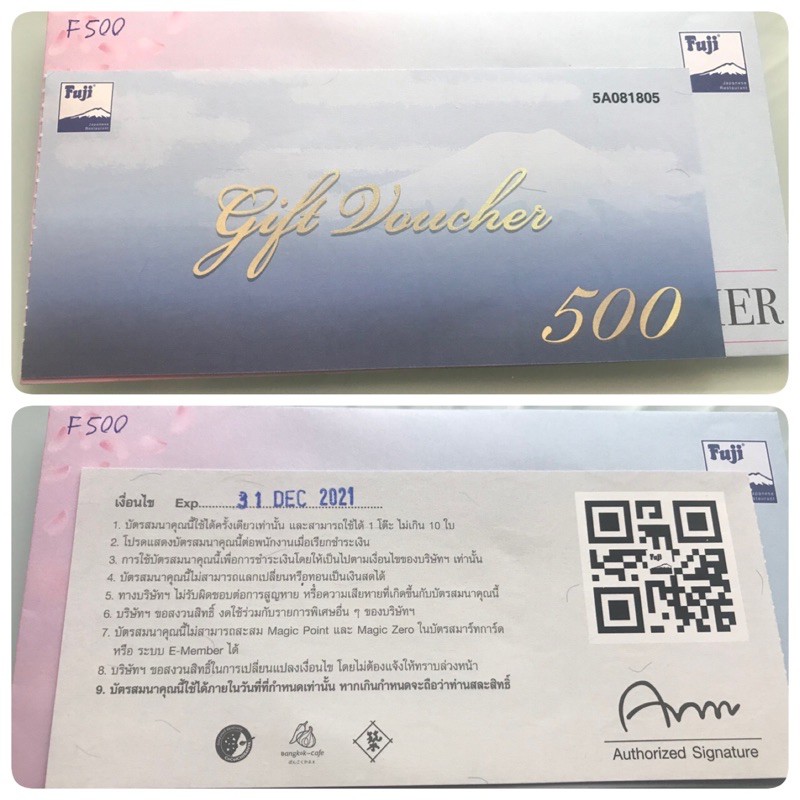 F500
Fuji
Japanese
Restaurant
Fuji
Japanese
Restaurant
5A081805
Gift Voucher
500
HER
F500
Fuji
เงื่อนไข Exp. 31 DEC 2021
1. บัตรสมนาคุณนี้ใช้ได้ครั้งเดียวเท่านั้น และสามารถใช้ได้ 1 โต๊ะ ไม่เกิน 10 ใบ
2. โปรดแสดงบัตรสมนาคุณนี้ต่อพนักงานเมื่อเรียกชำระเงิน
3. การใช้บัตรสมนาคุณนี้เพื่อการชำระเงินโดยให้เป็นไปตามเงื่อนไขของบริษัทฯ เท่านั้น
4. บัตรสมนาคุณนี้ไม่สามารถแลกเปลี่ยนหรือทอนเป็นเงินสดได้
5. ทางบริษัทฯ ไม่รับผิดชอบต่อการสูญหาย หรือความเสียหายที่เกิดขึ้นกับบัตรสมนาคุณนี้
6. บริษัทฯ ขอสงวนสิทธิ์ งดใช้ร่วมกับรายการพิเศษอื่น ๆ ของบริษัทฯ
7. บัตรสมนาคุณนี้ไม่สามารถสะสม Magic Point และ Magic Zero ในบัตรสมาร์ทการ์ด
หรือ ระบบ E-Member ได้
8. บริษัทฯ ขอสงวนสิทธิ์ในการเปลี่ยนแปลงเงื่อนไข โดยไม่ต้องแจ้งให้ทราบล่วงหน้า
9. บัตรสมนาคุณนี้ใช้ได้ภายในวันที่ที่กำหนดเท่านั้น หากเกินกำหนดจะถือว่าท่านสละสิทธิ์
Authorized Signature